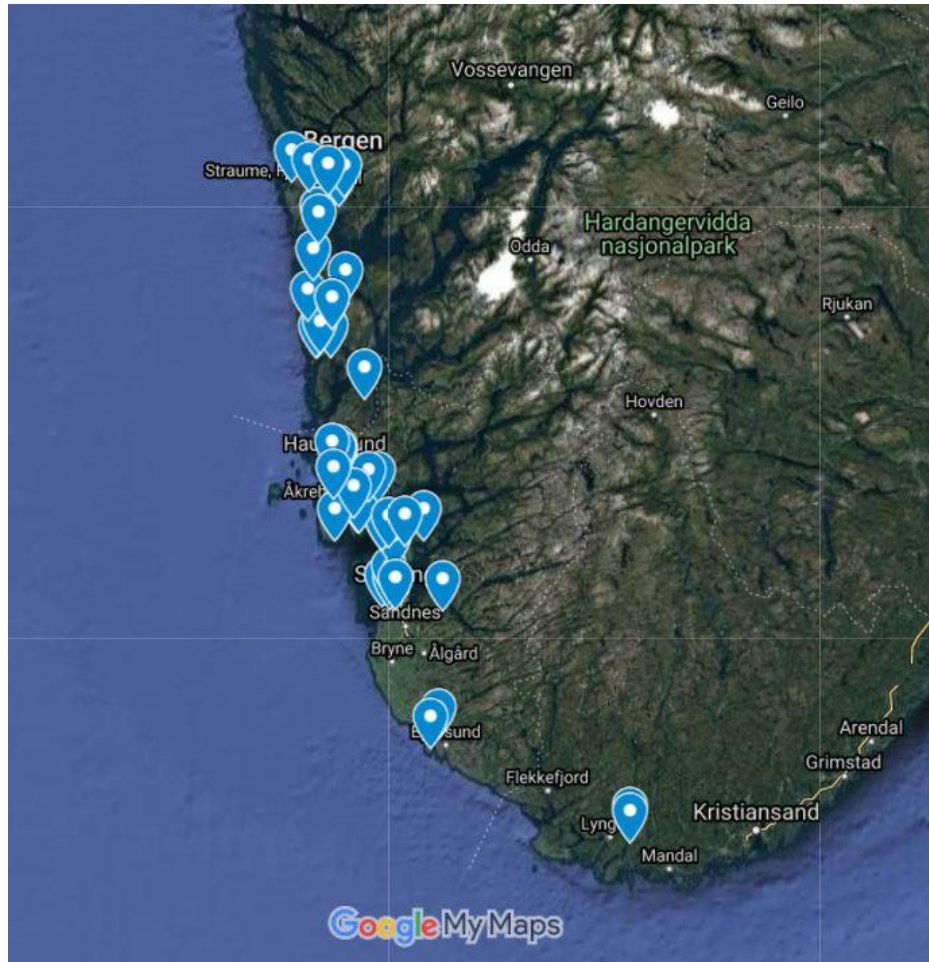 Vossevangen
Geilo
Bergen
Straume,
Hardangervidda
nasjonalpark
Odda
Rjukan
Hovden
Sandnes
Bryne
Ålgård
Arendal
Grimstad
Flekkefjord
Kristiansand
Mandal
Google My Maps